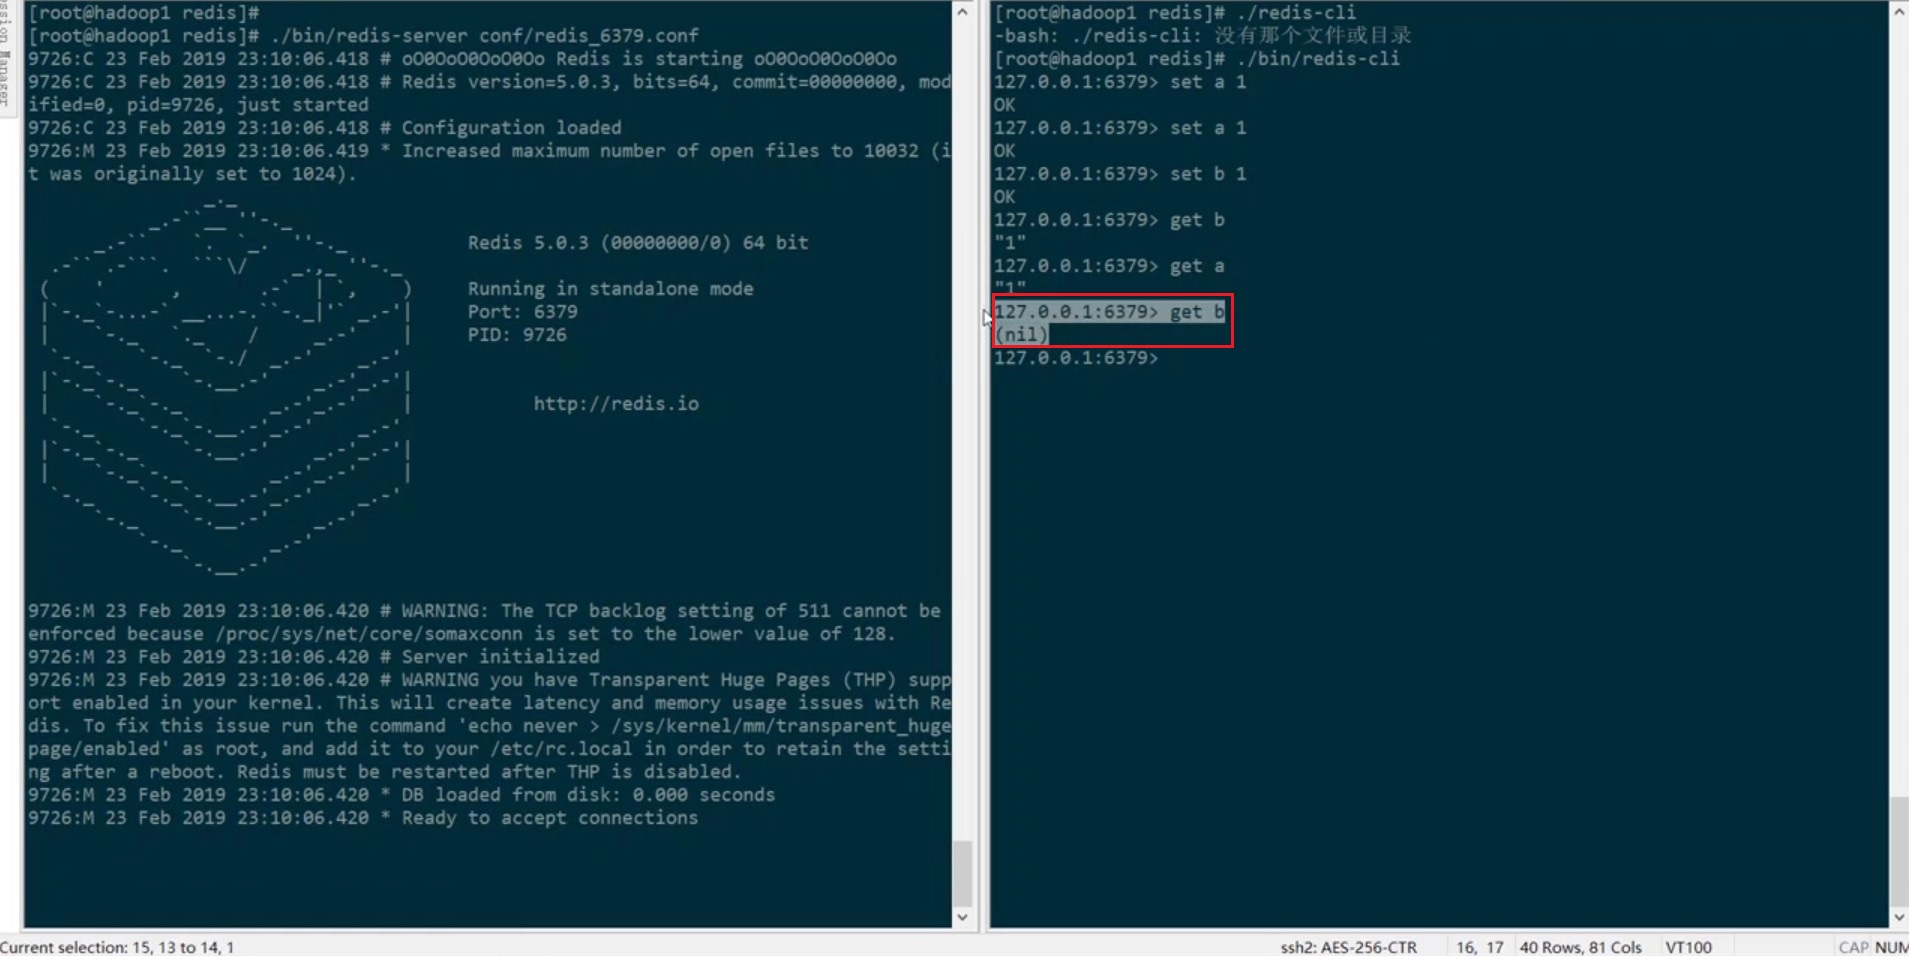 ssion Manager
[root@hadoop1 redis]#
[root@hadoop1 redis]# ./bin/redis-server conf/redis_6379.conf
9726:C 23 Feb 2019 23:10:06.418 # oO0OoO0OoO0Oo Redis is starting oO0OoO0OoO0Oo
9726:C 23 Feb 2019 23:10:06.418 # Redis version=5.0.3, bits=64, commit=00000000, mod
ified=0, pid=9726, just started
9726:C 23 Feb 2019 23:10:06.418 # Configuration loaded
9726:M 23 Feb 2019 23:10:06.419 * Increased maximum number of open files to 10032 (i
t was originally set to 1024).
Redis 5.0.3 (00000000/0) 64 bit
Running in standalone mode
Port: 6379
PID: 9726
http://redis.io
9726:M 23 Feb 2019 23:10:06.420 # WARNING: The TCP backlog setting of 511 cannot be
enforced because /proc/sys/net/core/somaxconn is set to the lower value of 128.
9726:M 23 Feb 2019 23:10:06.420 # Server initialized
9726:M 23 Feb 2019 23:10:06.420 # WARNING you have Transparent Huge Pages (THP) supp
ort enabled in your kernel. This will create latency and memory usage issues with Re
dis. To fix this issue run the command 'echo never > /sys/kernel/mm/transparent_huge
page/enabled' as root, and add it to your /etc/rc.local in order to retain the setti
ng after a reboot. Redis must be restarted after THP is disabled.
9726:M 23 Feb 2019 23:10:06.420 * DB loaded from disk: 0.000 seconds
9726:M 23 Feb 2019 23:10:06.420 * Ready to accept connections
[root@hadoop1 redis]# ./redis-cli
-bash: ./redis-cli: 没有那个文件或目录
[root@hadoop1 redis]# ./bin/redis-cli
127.0.0.1:6379> set a 1
OK
127.0.0.1:6379> set a 1
OK
127.0.0.1:6379> set b 1
OK
127.0.0.1:6379> get b
"1"
127.0.0.1:6379> get a
"1"
127.0.0.1:6379> get b
(nil)
127.0.0.1:6379>
Current selection: 15, 13 to 14, 1
ssh2: AES-256-CTR
16, 17
40 Rows, 81 Cols
VT100
CAP
NUM